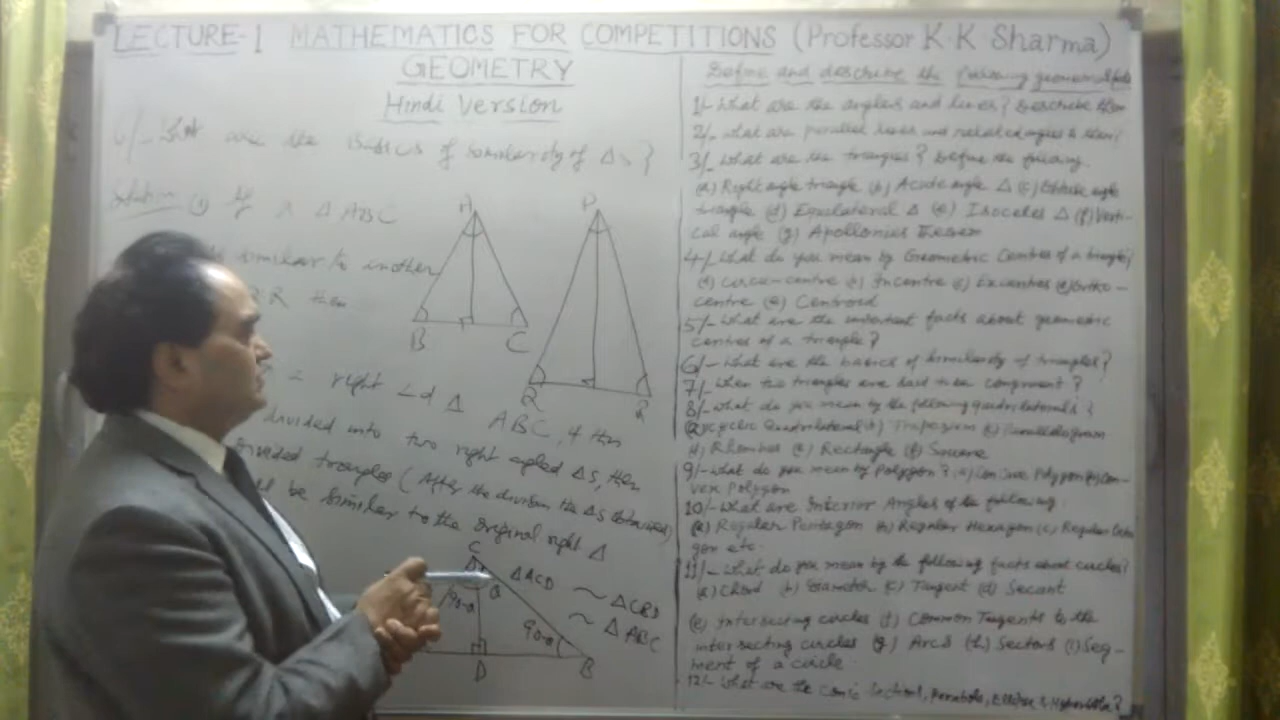 LECTURE-1 MATHEMATICS FOR COMPETITIONS (Professor K.K Sharma)
GEOMETRY
Hindi Version
are the Basics of similarity of Δs?
Solution ① If a ΔABC
similar to another
R then
right ∠d Δ ABC, if then
divided into two right angled Δs, then
divided triangles (After the division the Δs obtained)
be similar to the original right Δ
A
B
C
P
Q
R
C
90-θ
θ
90-θ
D
B
ΔACD ~ ΔCBD
~ ΔABC
Define and describe the following geometrical facts
1/- What are the angles and lines? Describe them
2/- What are parallel lines and related angles to them?
3/- What are the triangles? Define the following.
(a) Right angle triangle (b) Acute angle Δ (c) Obtuse angle
triangle (d) Equilateral Δ (e) Isoceles Δ (f) Verti-
cal angle (g) Apollonius Theorem
4/- What do you mean by Geometric Centres of a triangle?
(a) Circum-centre (b) Incentre (c) Excentres (d) Ortho-
centre (e) Centroid
5/- What are the important facts about geometric
centres of a triangle?
6/- What are the basics of similarity of triangles?
7/- When two triangles are said to be congruent?
8/- What do you mean by the following quadrilaterals?
(a) Cyclic Quadrilateral (b) Trapezium (c) Parallelogram
(d) Rhombus (e) Rectangle (f) Square
9/- What do you mean by Polygon? (a) Concave Polygon (b) Con-
vex Polygon
10/- What are Interior Angles of the following.
(a) Regular Pentagon (b) Regular Hexagon (c) Regular Octa
gon etc.
11/- What do you mean by the following facts about circles?
(a) Chord (b) Diameter (c) Tangent (d) Secant
(e) Intersecting circles (f) Common Tangents to the
intersecting circles (g) Arcs (h) Sectors (i) Seg-
ment of a circle.
12/- What are the conic Section, Parabola, Ellipse & Hyperbola?